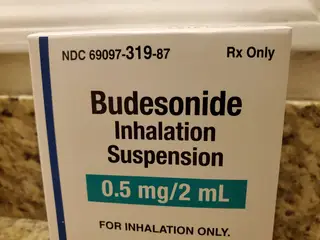 NDC 69097-319-87 Rx Only
Budesonide
Inhalation
Suspension
0.5 mg/2 mL
FOR INHALATION ONLY.